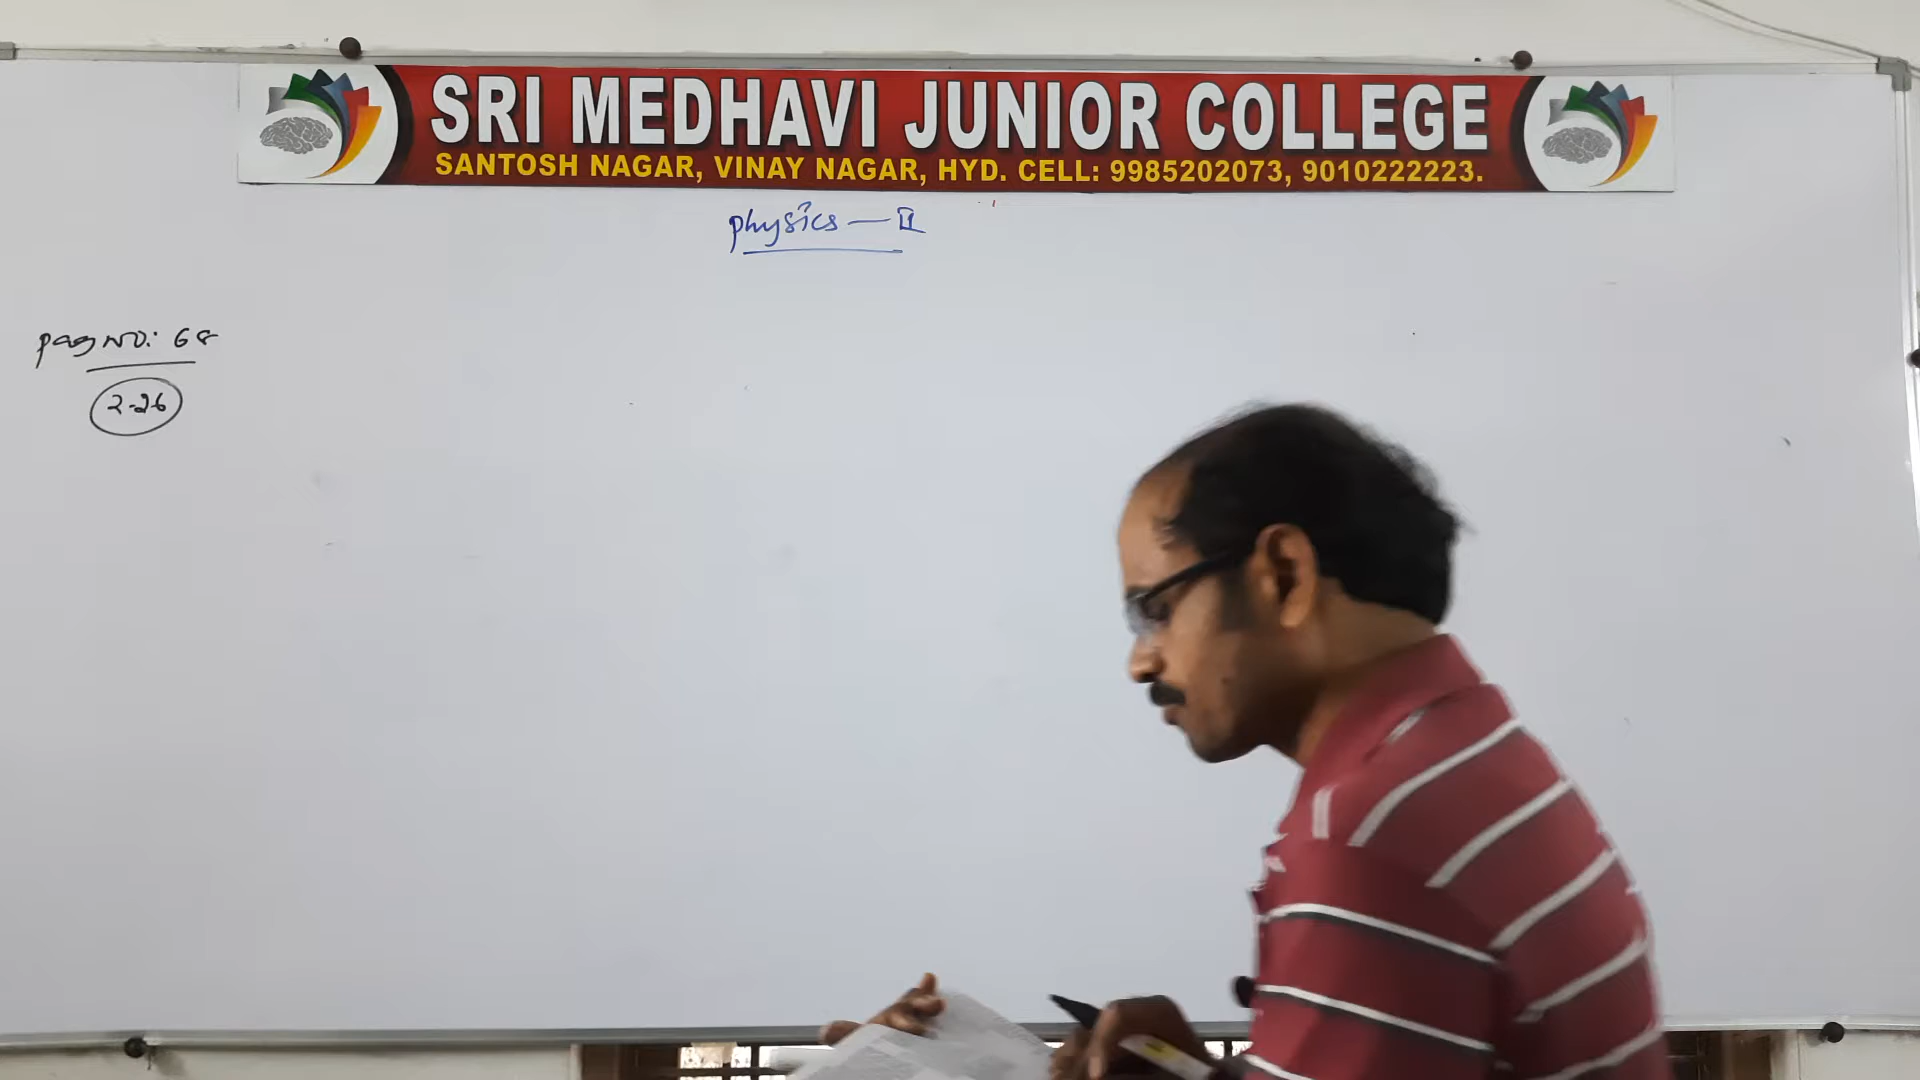 SRI MEDHAVI JUNIOR COLLEGE
SANTOSH NAGAR, VINAY NAGAR, HYD. CELL: 9985202073, 9010222223.
physics — II
pag NO: 68
2-26